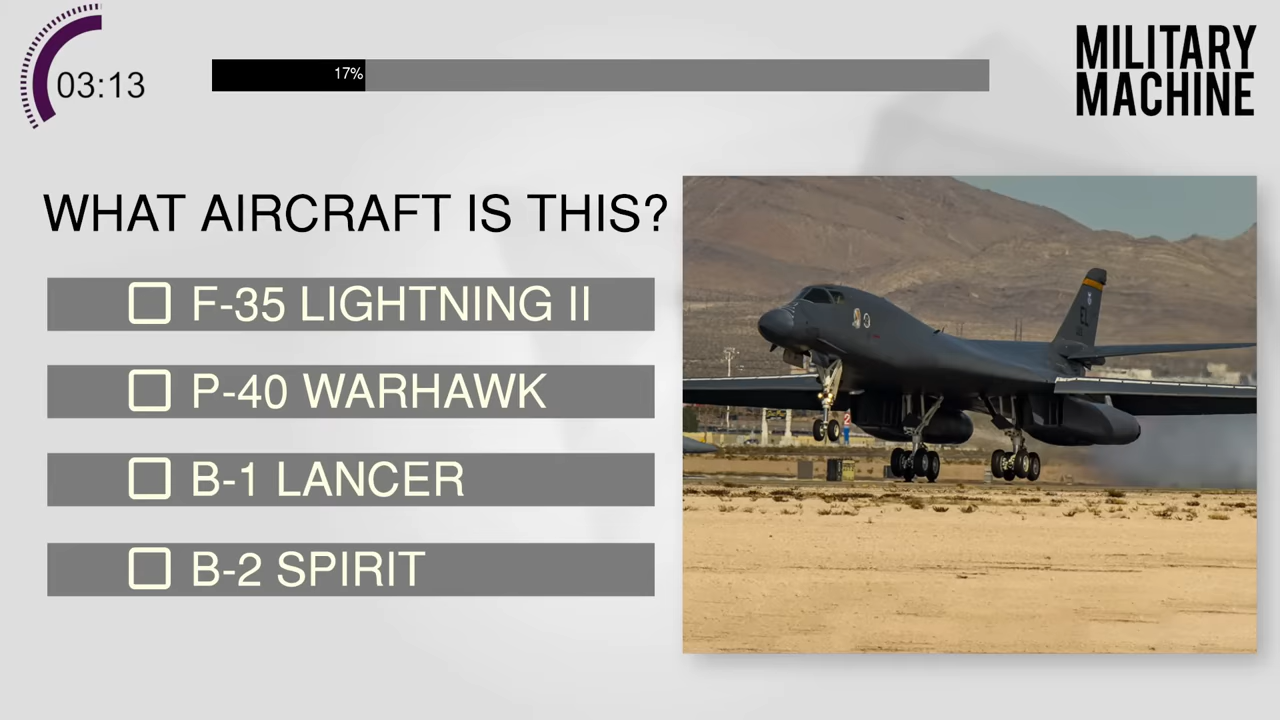 03:13
17%
MILITARY
MACHINE
WHAT AIRCRAFT IS THIS?
F-35 LIGHTNING II
P-40 WARHAWK
B-1 LANCER
B-2 SPIRIT